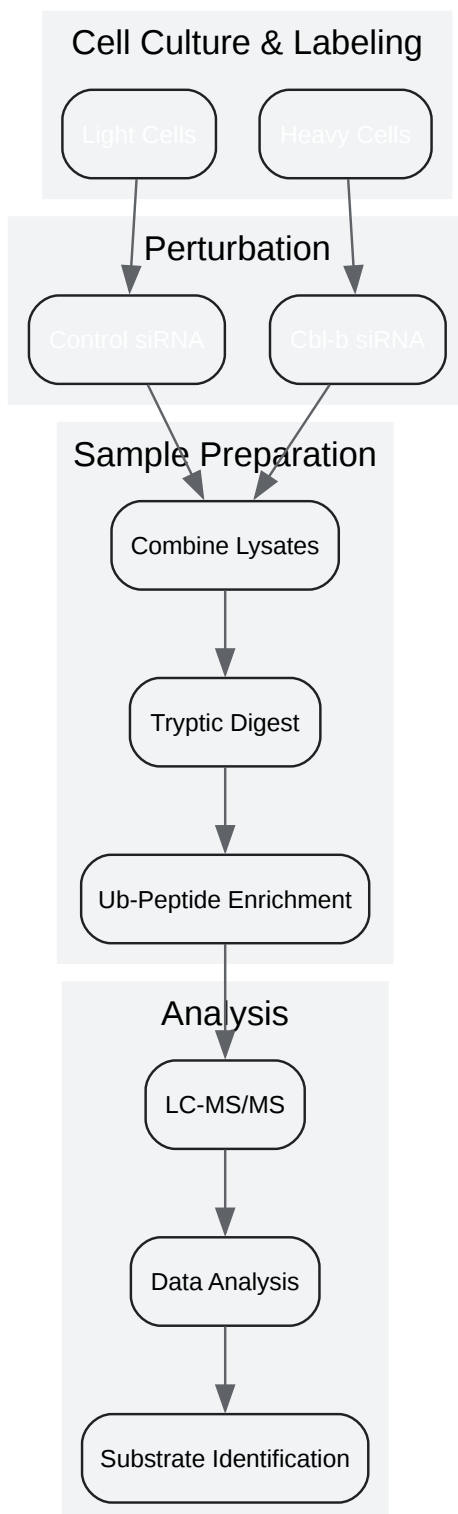 Cell Culture & Labeling
Light Cells
Heavy Cells
Perturbation
Control siRNA
Cbl-b siRNA
Sample Preparation
Combine Lysates
Tryptic Digest
Ub-Peptide Enrichment
Analysis
LC-MS/MS
Data Analysis
Substrate Identification